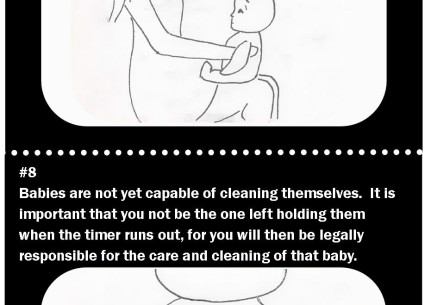 #8
Babies are not yet capable of cleaning themselves.  It is
important that you not be the one left holding them
when the timer runs out, for you will then be legally
responsible for the care and cleaning of that baby.